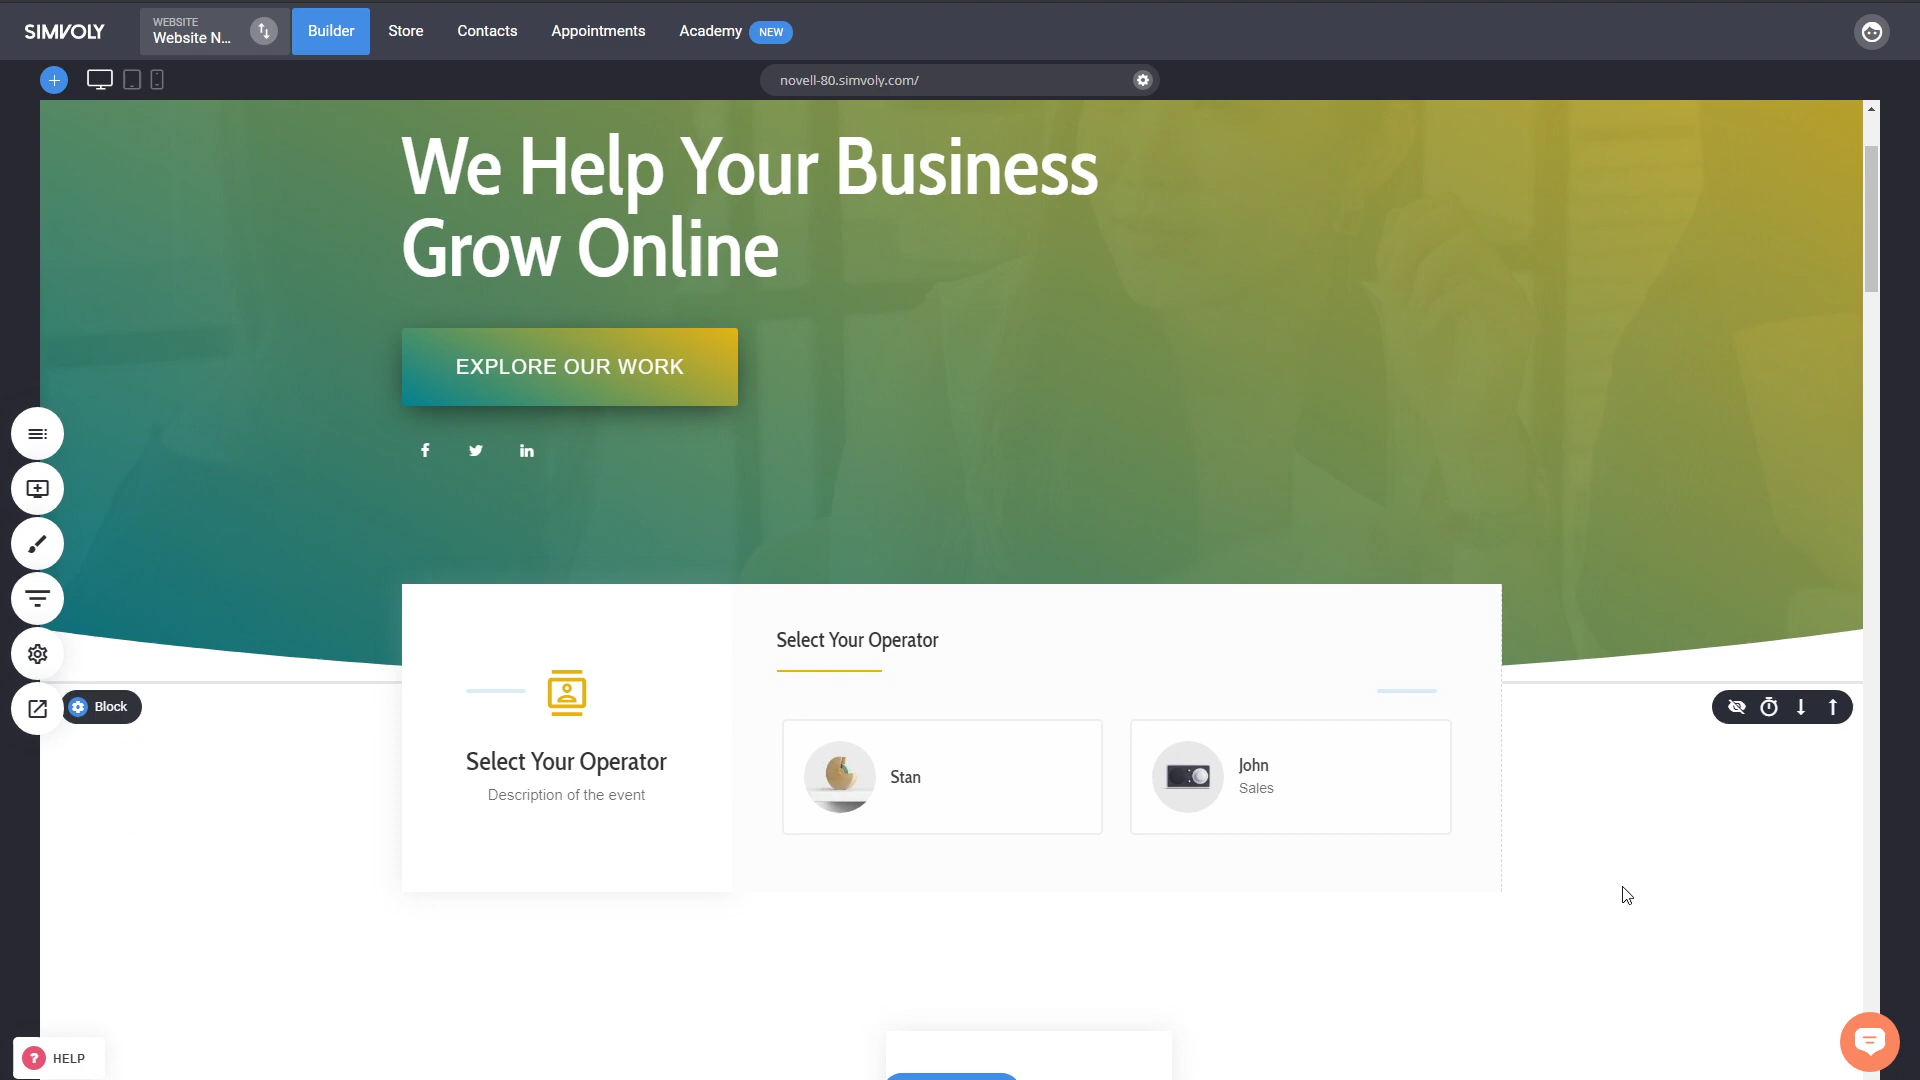 SIMVOLY
WEBSITE
Website N...
Builder
Store
Contacts
Appointments
Academy
NEW
novell-80.simvoly.com/
We Help Your Business
Grow Online
EXPLORE OUR WORK
Block
Select Your Operator
Description of the event
Select Your Operator
Stan
John
Sales
? HELP